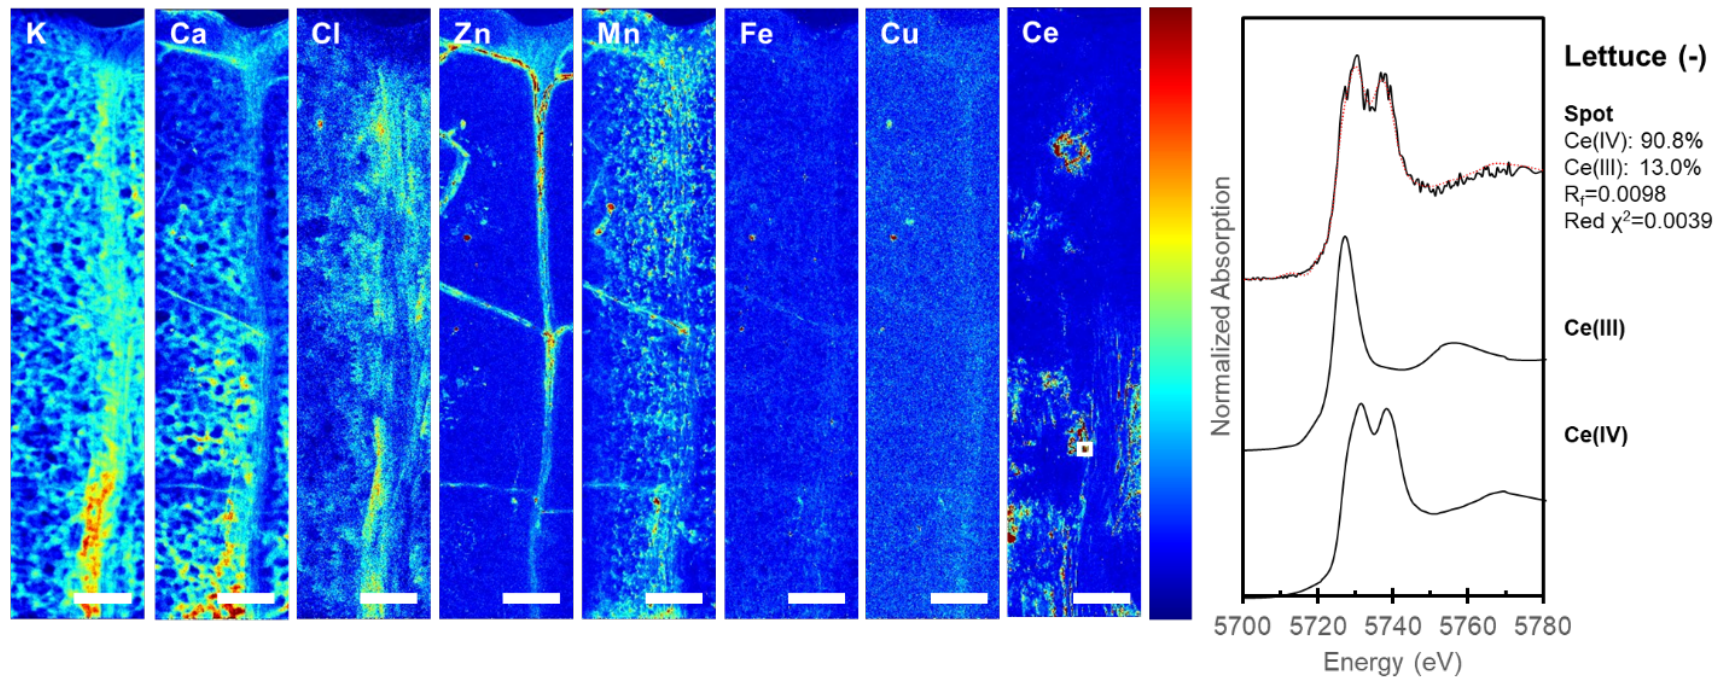 K
Ca
Cl
Zn
Mn
Fe
Cu
Ce
Normalized Absorption
5700 5720 5740 5760 5780
Energy (eV)
Lettuce (-)
Spot
Ce(IV): 90.8%
Ce(III): 13.0%
Rf=0.0098
Red χ²=0.0039
Ce(III)
Ce(IV)